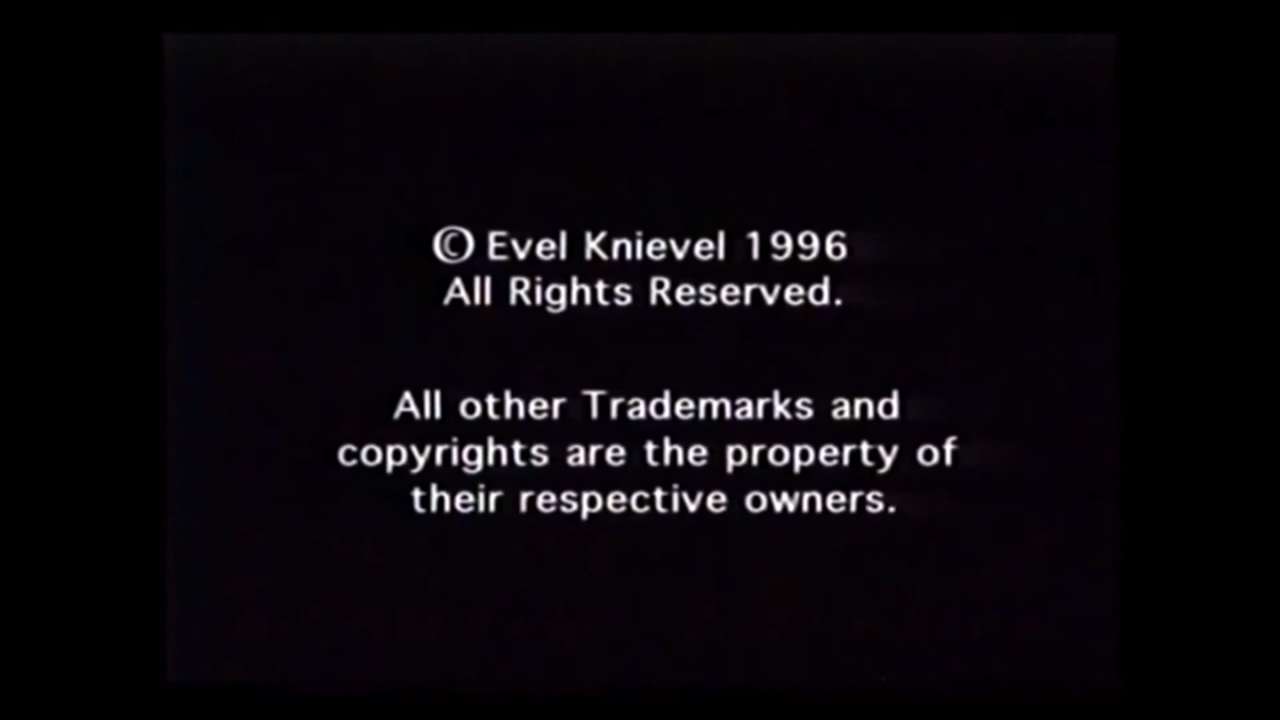 © Evel Knievel 1996
All Rights Reserved.
All other Trademarks and
copyrights are the property of
their respective owners.